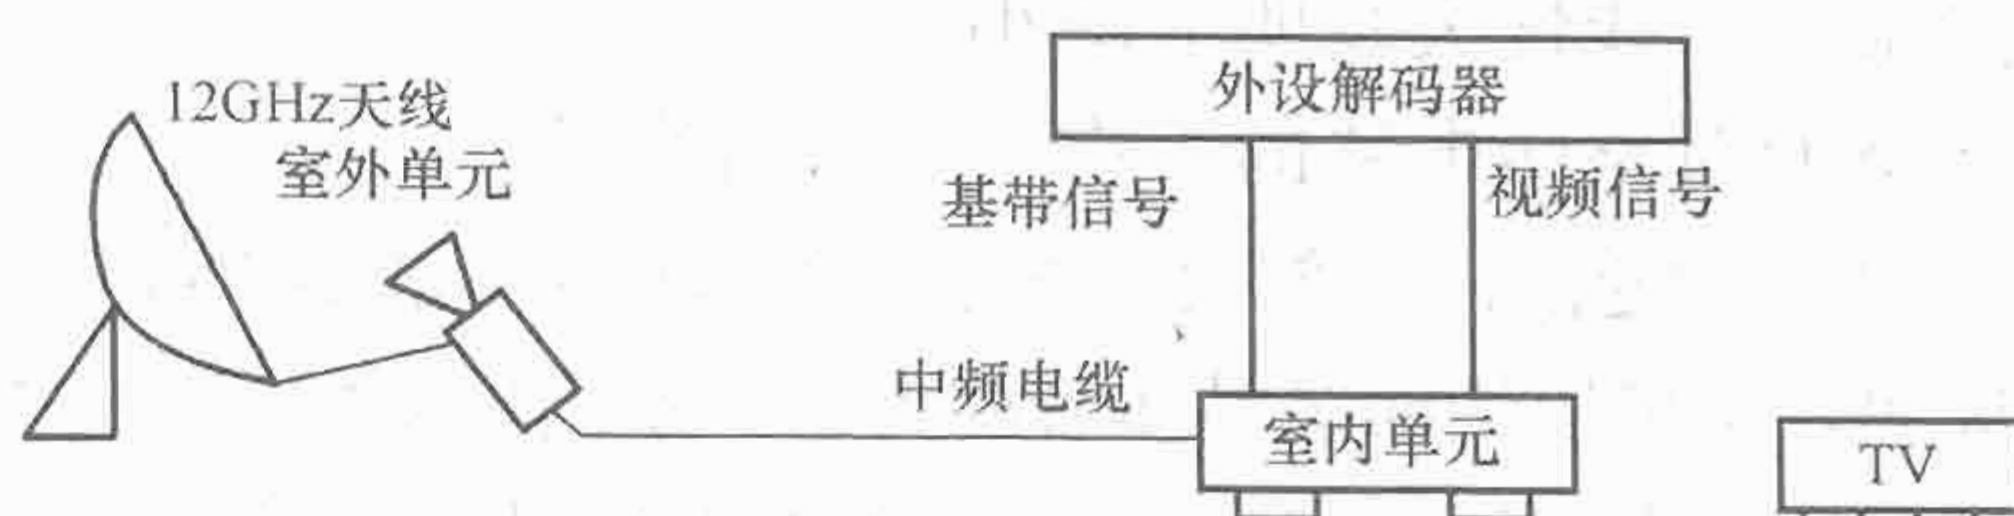 12GHz天线
室外单元
外设解码器
基带信号
视频信号
中频电缆
室内单元
TV